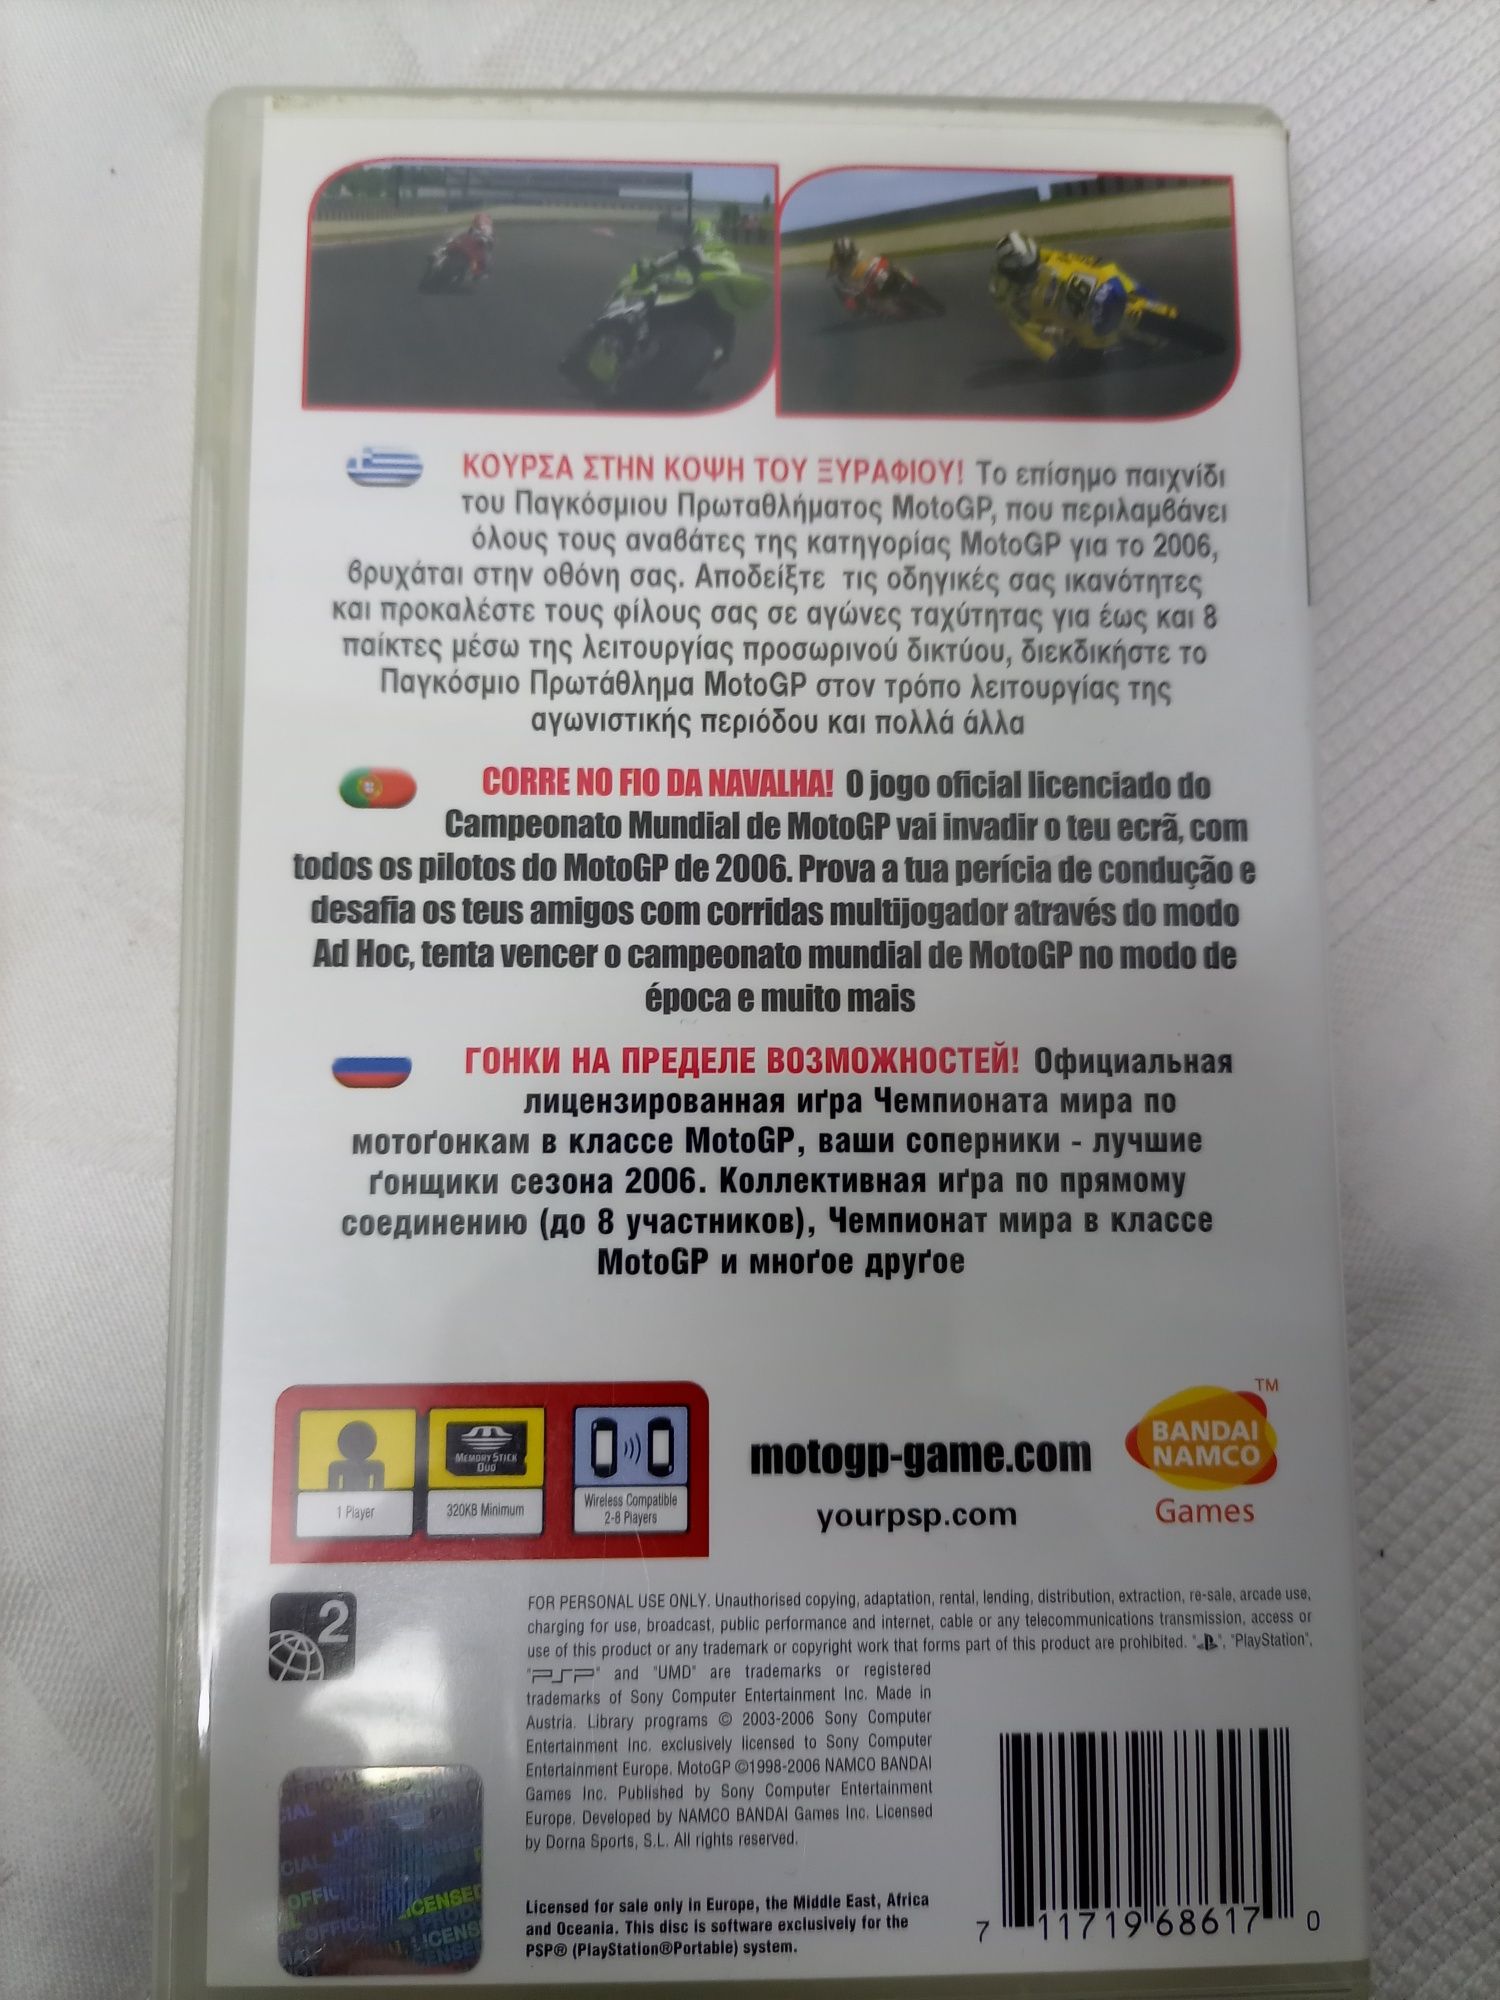 ΚΟΥΡΣΑ ΣΤΗΝ ΚΟΨΗ ΤΟΥ ΞΥΡΑΦΙΟΥ! Το επίσημο παιχνίδι
του Παγκόσμιου Πρωταθλήματος MotoGP, που περιλαμβάνει
όλους τους αναβάτες της κατηγορίας MotoGP για το 2006,
βρυχάται στην οθόνη σας. Αποδείξτε τις οδηγικές σας ικανότητες
και προκαλέστε τους φίλους σας σε αγώνες ταχύτητας για έως και 8
παίκτες μέσω της λειτουργίας προσωρινού δικτύου, διεκδικήστε το
Παγκόσμιο Πρωτάθλημα MotoGP στον τρόπο λειτουργίας της
αγωνιστικής περιόδου και πολλά άλλα
CORRE NO FIO DA NAVALHA! O jogo oficial licenciado do
Campeonato Mundial de MotoGP vai invadir o teu ecrã, com
todos os pilotos do MotoGP de 2006. Prova a tua perícia de condução e
desafia os teus amigos com corridas multijogador através do modo
Ad Hoc, tenta vencer o campeonato mundial de MotoGP no modo de
época e muito mais
ГОНКИ НА ПРЕДЕЛЕ ВОЗМОЖНОСТЕЙ! Официальная
лицензированная иґра Чемпионата мира по
мотоґонкам в классе MotoGP, ваши соперники - лучшие
ґонщики сезона 2006. Коллективная иґра по прямому
соединению (до 8 участников), Чемпионат мира в классе
MotoGP и мноґое друґое
MEMORY STICK
DUO
1 Player
320KB Minimum
Wireless Compatible
2-8 Players
motogp-game.com
yourpsp.com
TM
BANDAI
NAMCO
Games
2
FOR PERSONAL USE ONLY. Unauthorised copying, adaptation, rental, lending, distribution, extraction, re-sale, arcade use,
charging for use, broadcast, public performance and internet, cable or any telecommunications transmission, access or
use of this product or any trademark or copyright work that forms part of this product are prohibited. "", "PlayStation",
"PSP" and "UMD" are trademarks or registered
trademarks of Sony Computer Entertainment Inc. Made in
Austria. Library programs © 2003-2006 Sony Computer
Entertainment Inc. exclusively licensed to Sony Computer
Entertainment Europe. MotoGP ©1998-2006 NAMCO BANDAI
Games Inc. Published by Sony Computer Entertainment
Europe. Developed by NAMCO BANDAI Games Inc. Licensed
by Dorna Sports, S.L. All rights reserved.
Licensed for sale only in Europe, the Middle East, Africa
and Oceania. This disc is software exclusively for the
PSP® (PlayStation®Portable) system.
7 11719 68617 0